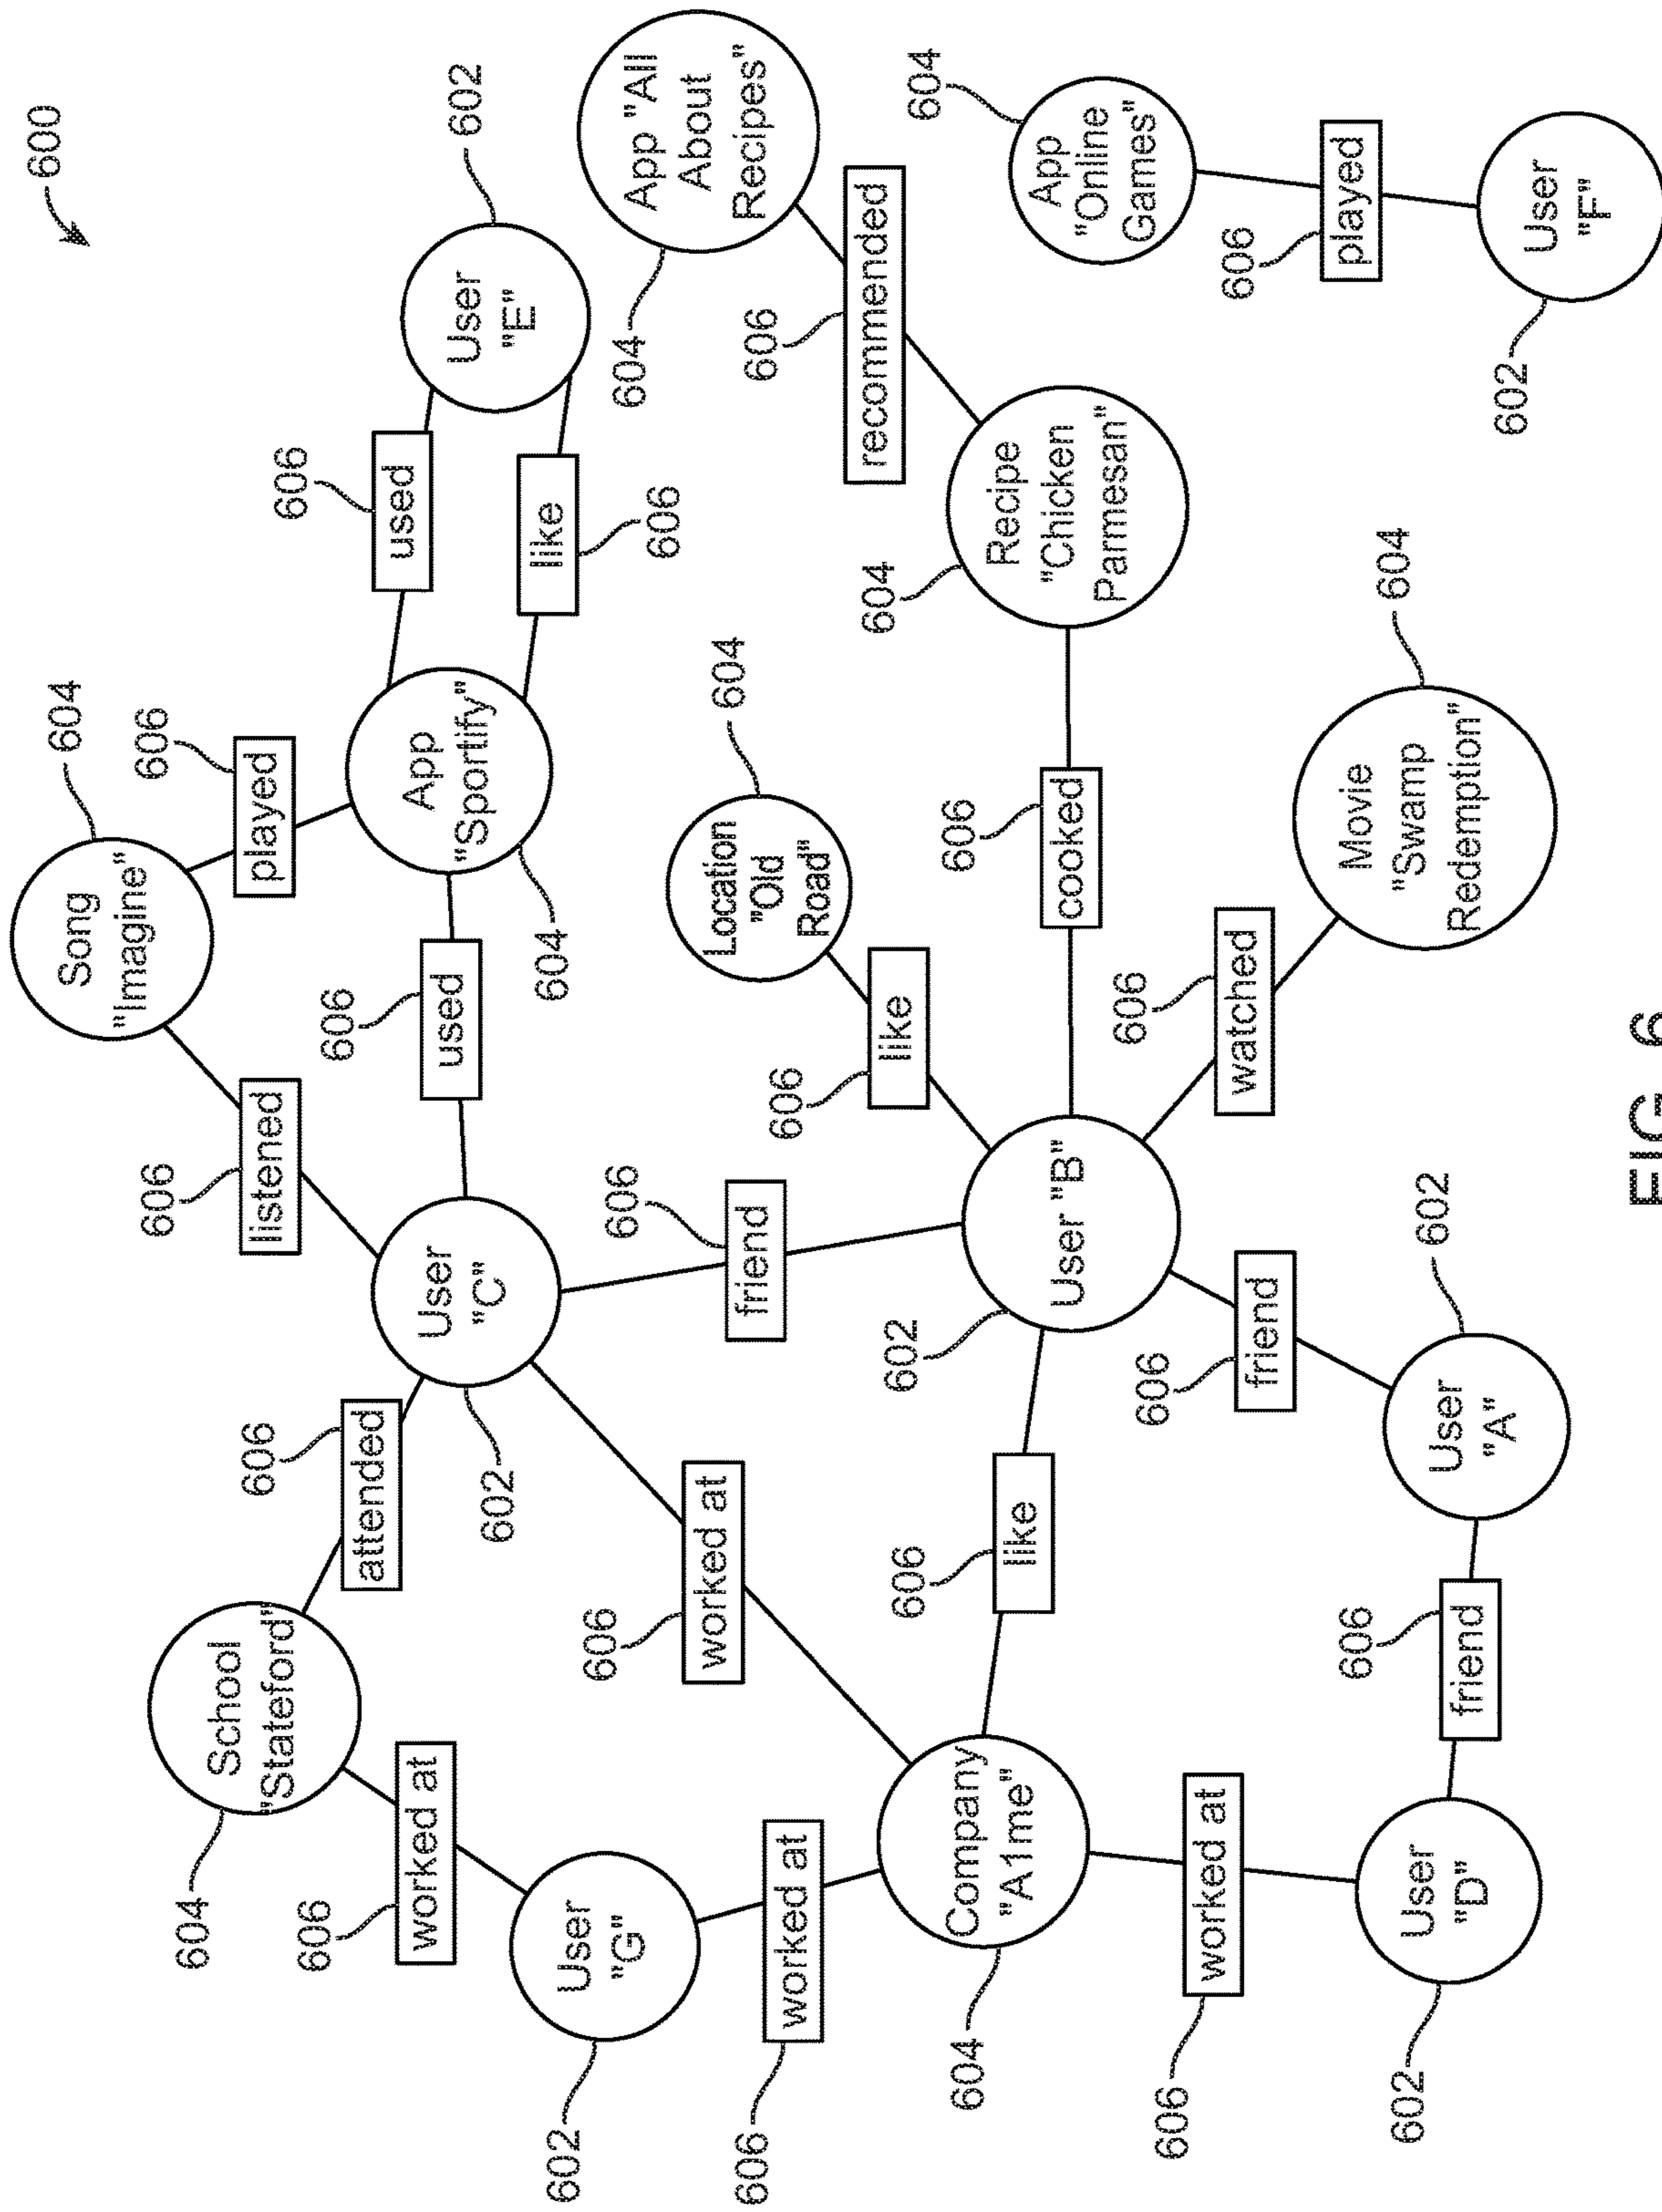 600
604
Song
"Imagine"
606
played
606
listened
604
School
"Stateford"
606
attended
606
used
606
worked at
606
used
User
"E"
602
App
"Sportify"
604
User
"C"
602
like
606
User
"G"
602
606
worked at
606
friend
604
App "All
About
Recipes"
604
Location
"Old
Road"
606
worked at
606
like
606
recommended
604
Company
"A1me"
606
like
602
User "B"
606
cooked
604
Recipe
"Chicken
Parmesan"
604
App
"Online
Games"
606
worked at
606
friend
606
watched
606
played
604
Movie
"Swamp
Redemption"
602
User
"D"
606
friend
602
User
"A"
602
User
"F"
FIG. 6